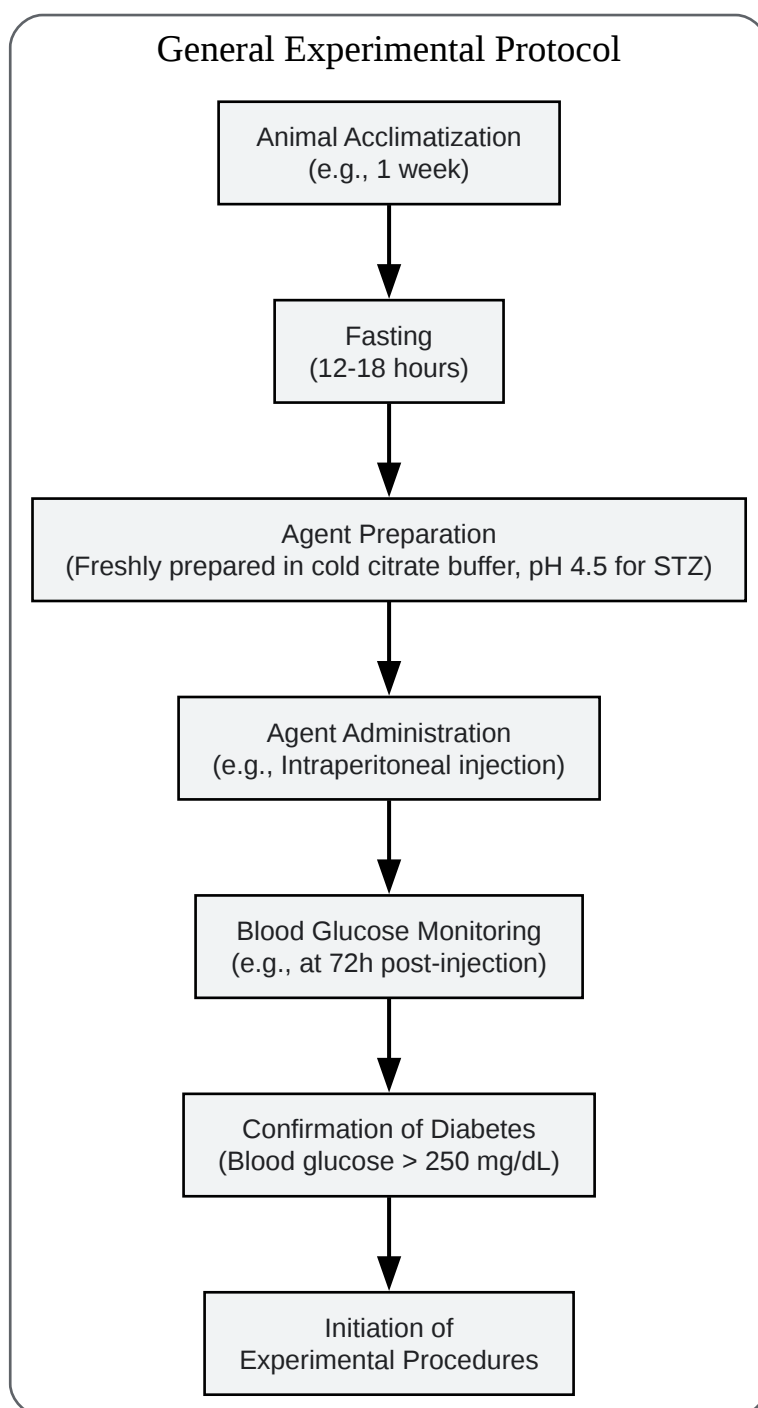 General Experimental Protocol
Animal Acclimatization
(e.g., 1 week)
Fasting
(12-18 hours)
Agent Preparation
(Freshly prepared in cold citrate buffer, pH 4.5 for STZ)
Agent Administration
(e.g., Intraperitoneal injection)
Blood Glucose Monitoring
(e.g., at 72h post-injection)
Confirmation of Diabetes
(Blood glucose > 250 mg/dL)
Initiation of
Experimental Procedures